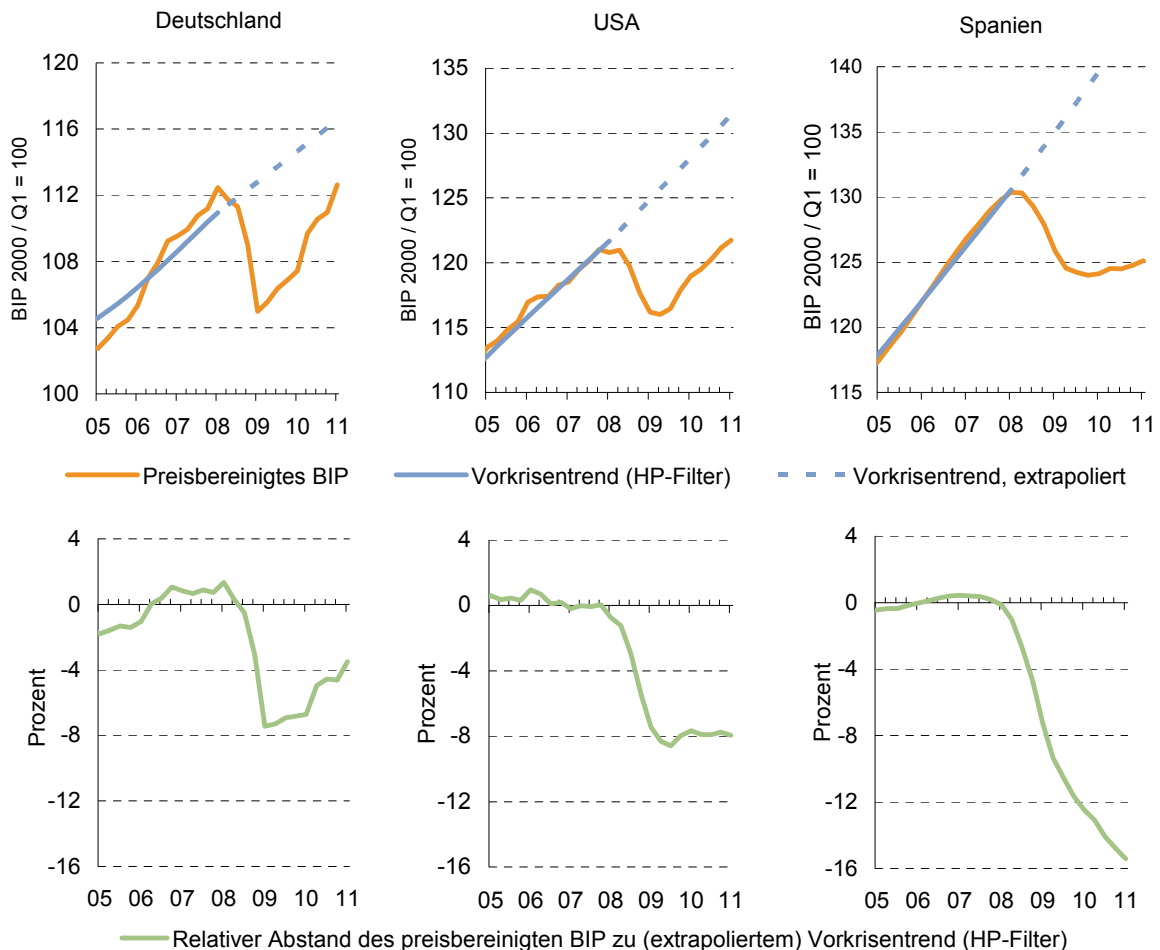 Deutschland
USA
Spanien
BIP 2000 / Q1 = 100
120
116
112
108
104
100
05 06 07 08 09 10 11
BIP 2000 / Q1 = 100
135
130
125
120
115
110
05 06 07 08 09 10 11
BIP 2000 / Q1 = 100
140
135
130
125
120
115
05 06 07 08 09 10 11
Preisbereinigtes BIP
Vorkrisentrend (HP-Filter)
Vorkrisentrend, extrapoliert
Prozent
4
0
-4
-8
-12
-16
05 06 07 08 09 10 11
Prozent
4
0
-4
-8
-12
-16
05 06 07 08 09 10 11
Prozent
4
0
-4
-8
-12
-16
05 06 07 08 09 10 11
Relativer Abstand des preisbereinigten BIP zu (extrapoliertem) Vorkrisentrend (HP-Filter)